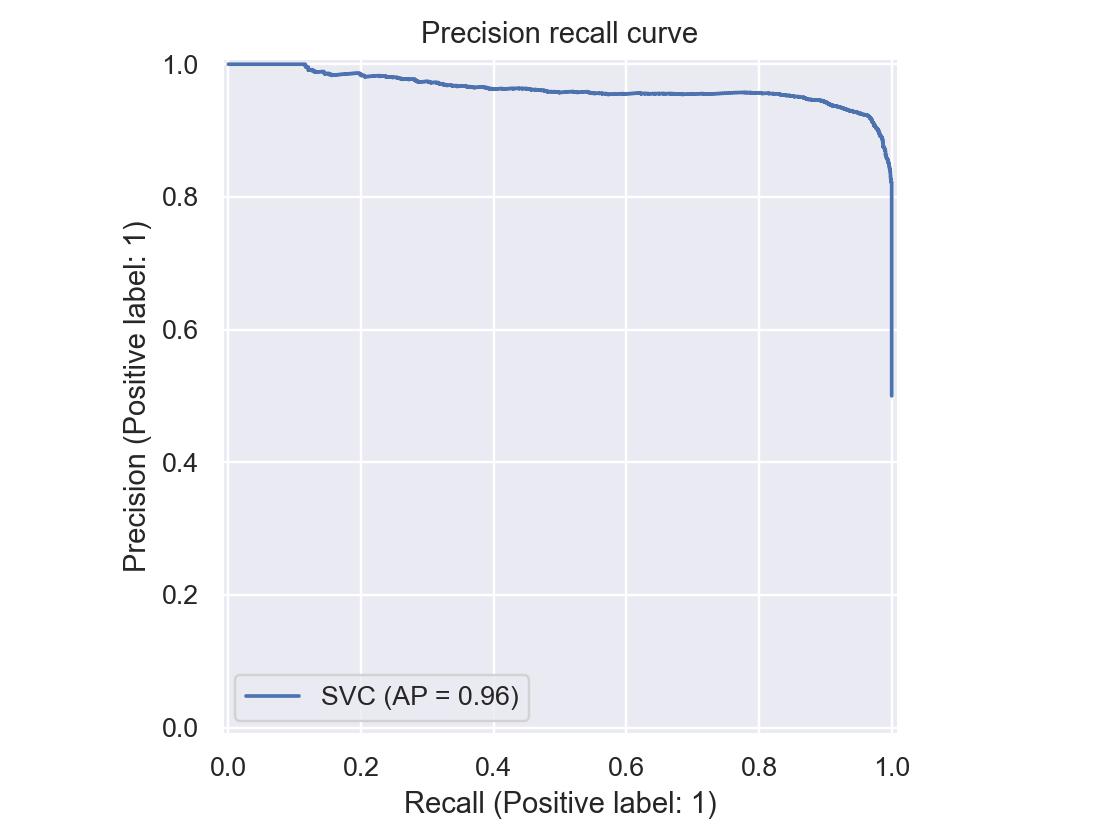 Precision recall curve
1.0
0.8
0.6
0.4
0.2
0.0
Precision (Positive label: 1)
SVC (AP = 0.96)
0.0 0.2 0.4 0.6 0.8 1.0
Recall (Positive label: 1)